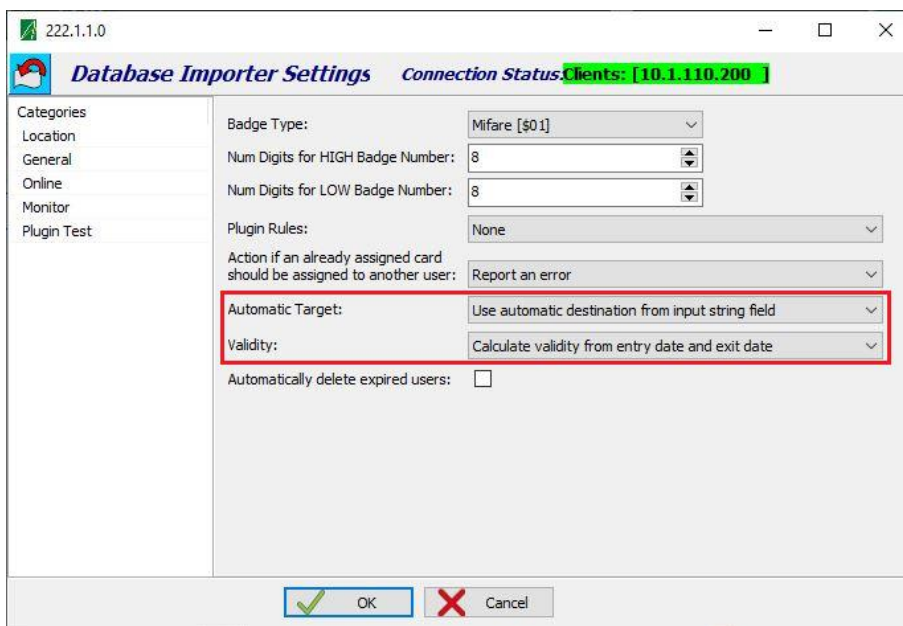 222.1.1.0
Database Importer Settings Connection Status: Clients: [10.1.110.200 ]
Categories
Location
General
Online
Monitor
Plugin Test
Badge Type: Mifare [$01]
Num Digits for HIGH Badge Number: 8
Num Digits for LOW Badge Number: 8
Plugin Rules: None
Action if an already assigned card
should be assigned to another user: Report an error
Automatic Target: Use automatic destination from input string field
Validity: Calculate validity from entry date and exit date
Automatically delete expired users:
OK Cancel